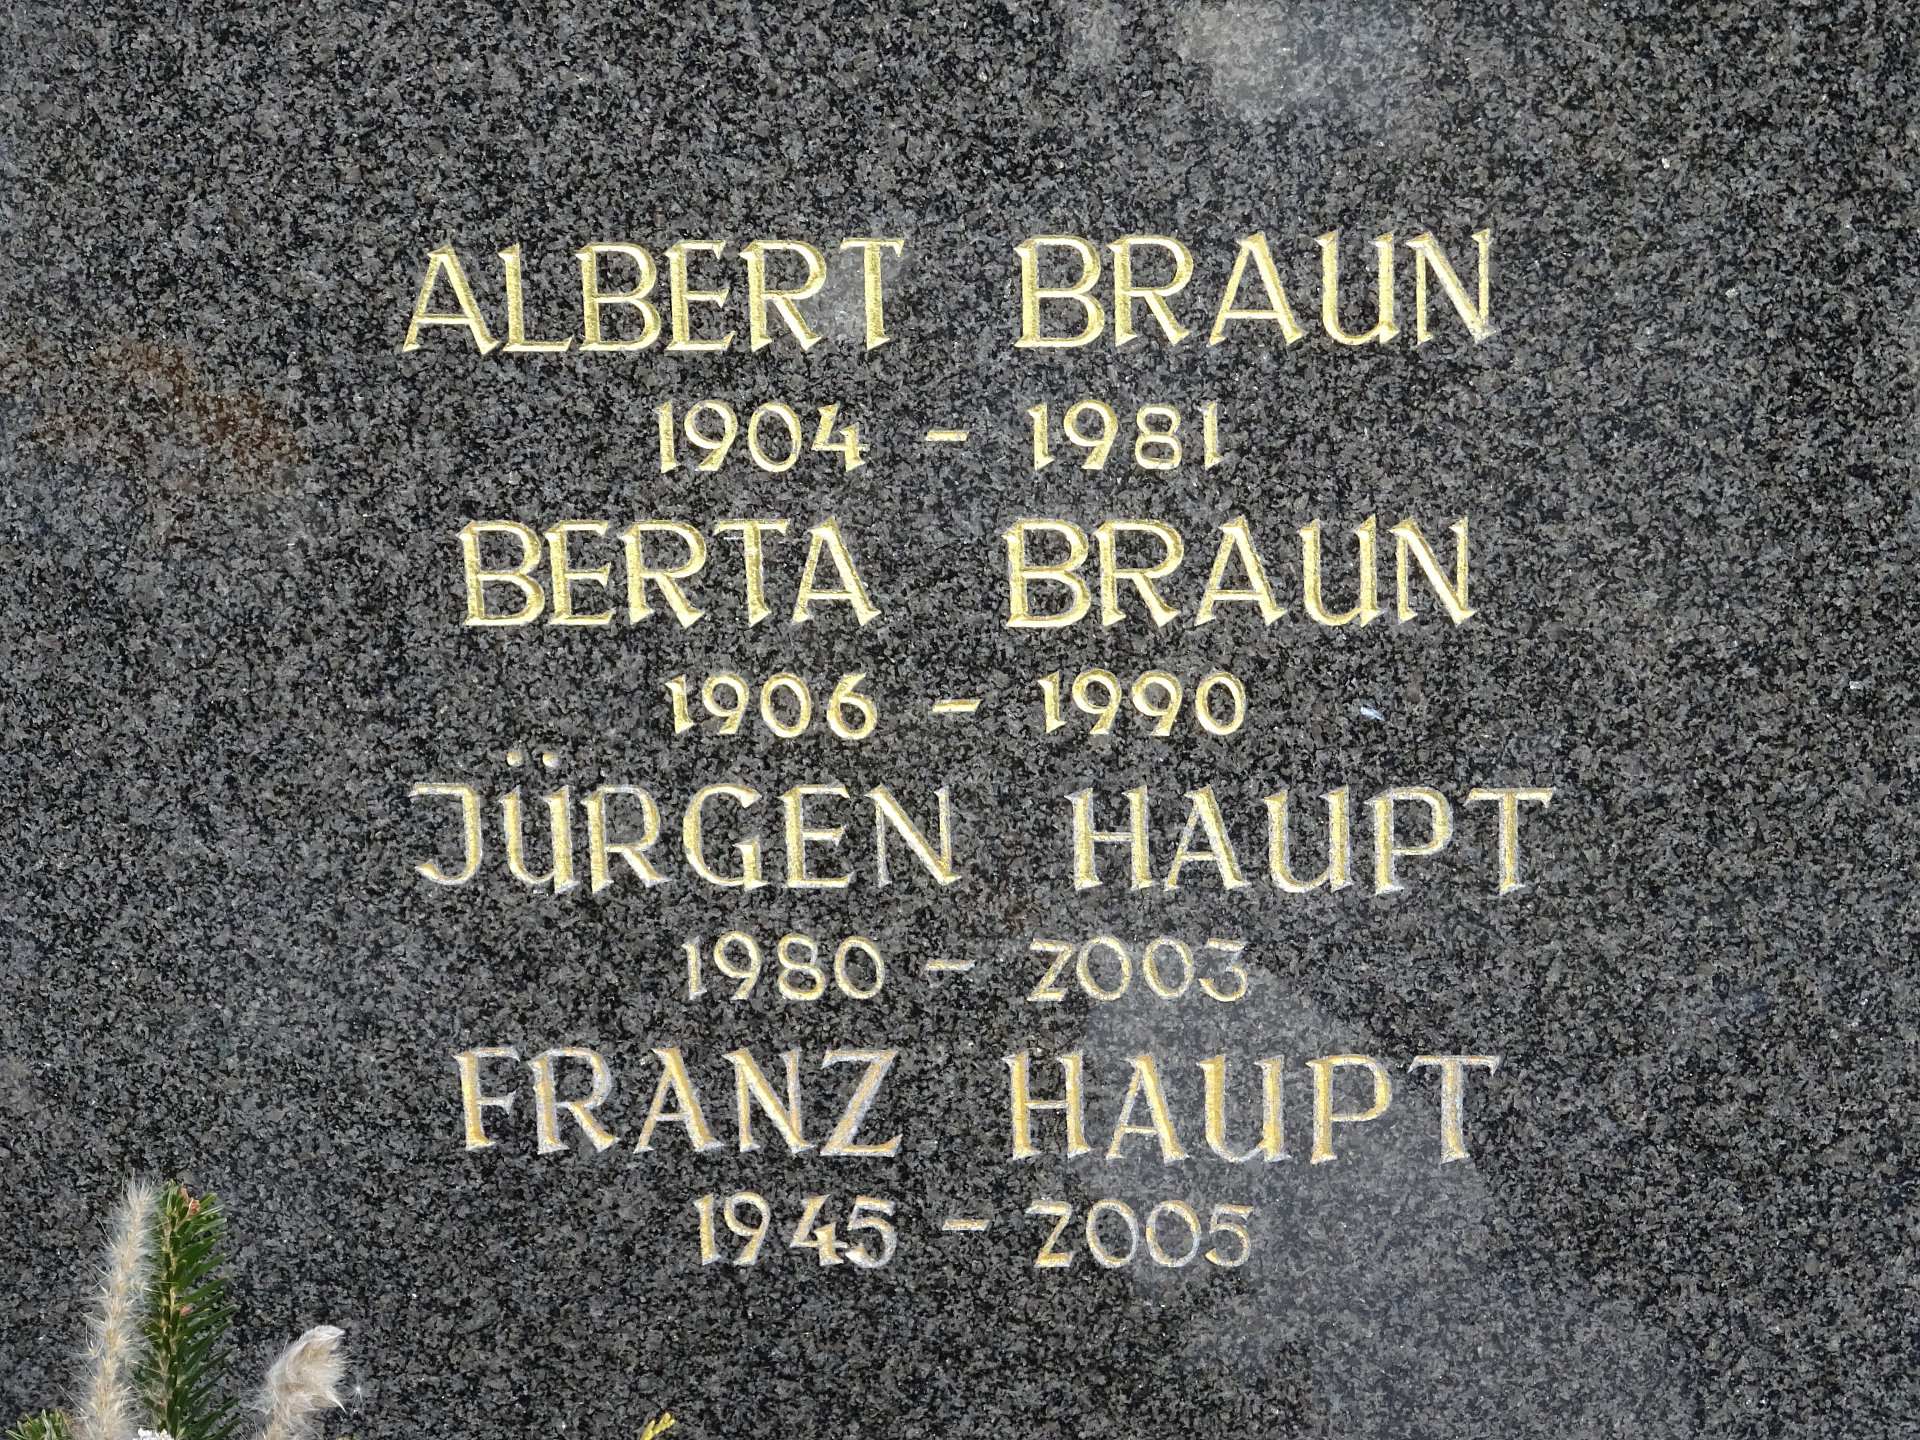 ALBERT BRAUN
1904 - 1981
BERTA BRAUN
1906 - 1990
JÜRGEN HAUPT
1980 - 2003
FRANZ HAUPT
1945 - 2005